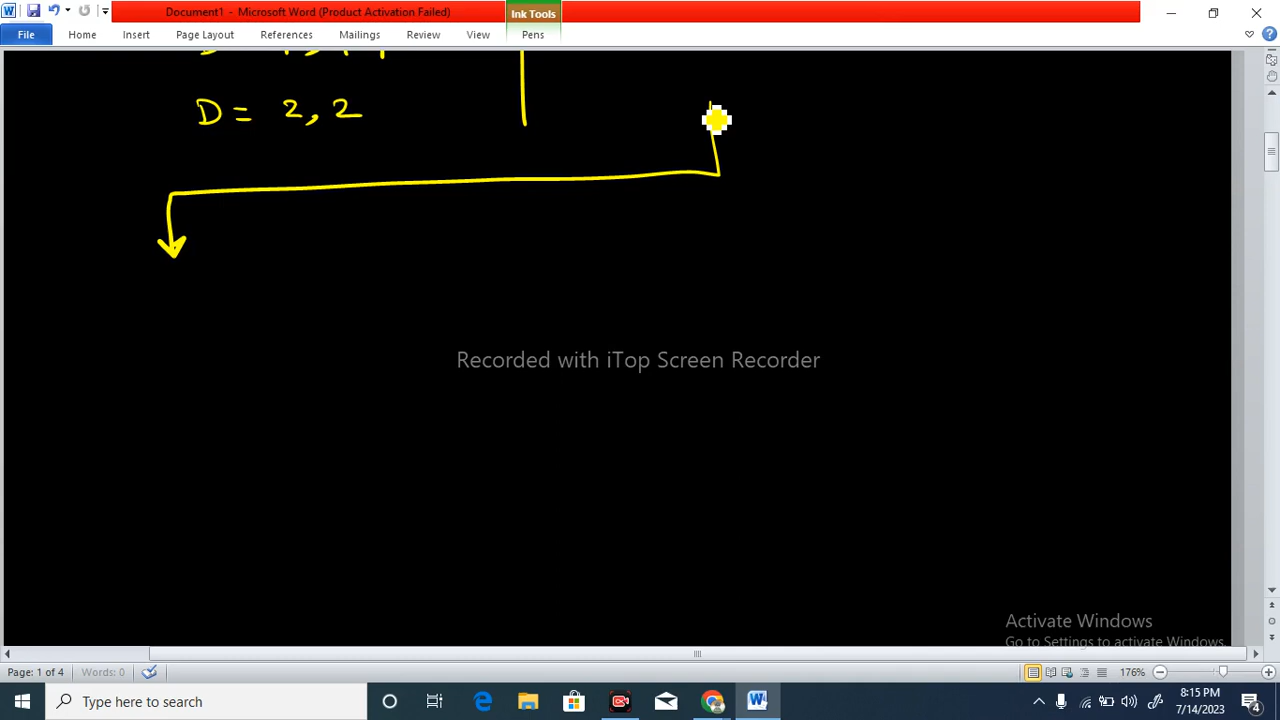 Document1 - Microsoft Word (Product Activation Failed)
Ink Tools
File Home Insert Page Layout References Mailings Review View Pens
D = 2, 2
Recorded with iTop Screen Recorder
Activate Windows
Go to Settings to activate Windows.
Page: 1 of 4 Words: 0 176%
Type here to search
8:15 PM
7/14/2023
4